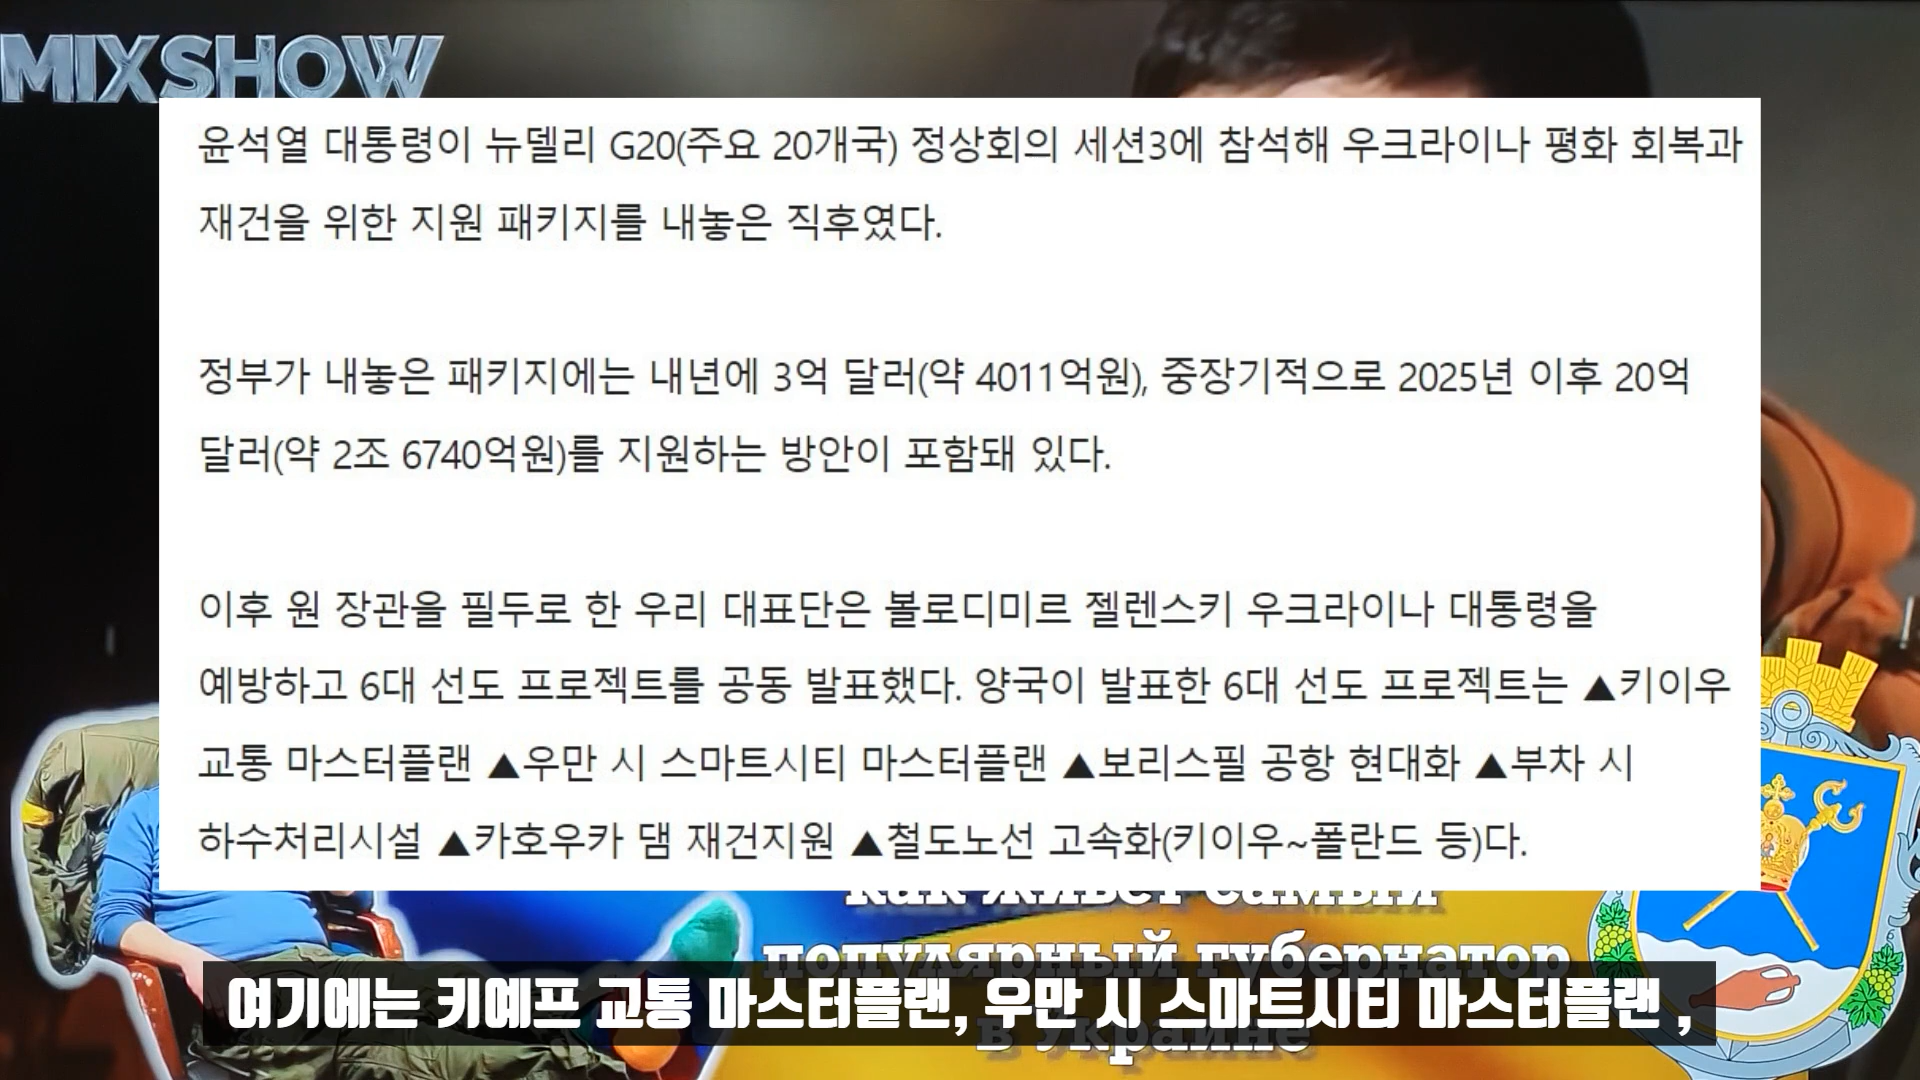 MIXSHOW
윤석열 대통령이 뉴델리 G20(주요 20개국) 정상회의 세션3에 참석해 우크라이나 평화 회복과
재건을 위한 지원 패키지를 내놓은 직후였다.
정부가 내놓은 패키지에는 내년에 3억 달러(약 4011억원), 중장기적으로 2025년 이후 20억
달러(약 2조 6740억원)를 지원하는 방안이 포함돼 있다.
이후 원 장관을 필두로 한 우리 대표단은 볼로디미르 젤렌스키 우크라이나 대통령을
예방하고 6대 선도 프로젝트를 공동 발표했다. 양국이 발표한 6대 선도 프로젝트는 ▲키이우
교통 마스터플랜 ▲우만 시 스마트시티 마스터플랜 ▲보리스필 공항 현대화 ▲부차 시
하수처리시설 ▲카호우카 댐 재건지원 ▲철도노선 고속화(키이우~폴란드 등)다.
как живет самый
популярный губернатор
여기에는 키예프 교통 마스터플랜, 우만 시 스마트시티 마스터플랜 ,
в Украине